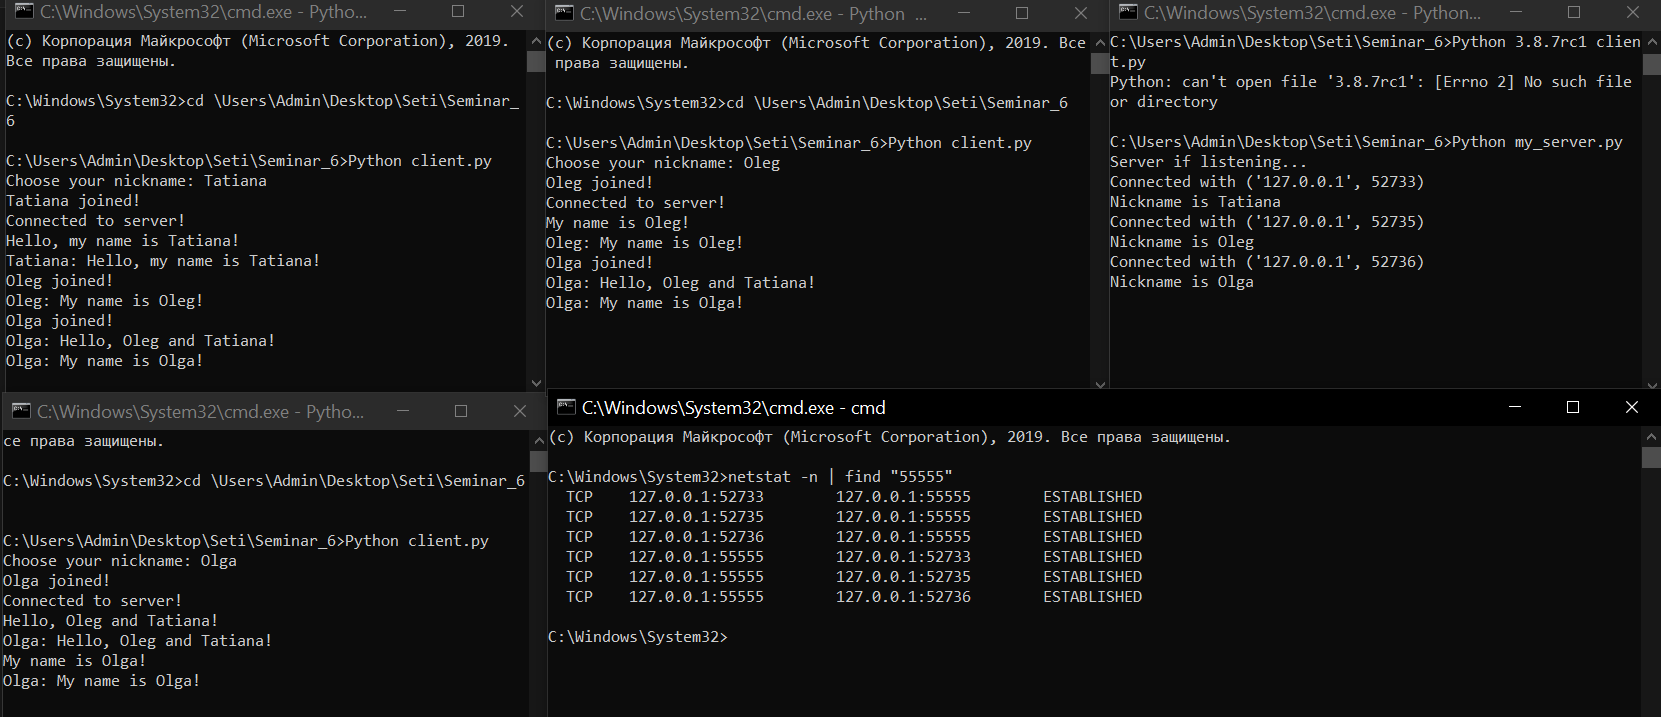 C:\Windows\System32\cmd.exe - Pytho...
(c) Корпорация Майкрософт (Microsoft Corporation), 2019.
Все права защищены.
C:\Windows\System32>cd \Users\Admin\Desktop\Seti\Seminar_
6
C:\Users\Admin\Desktop\Seti\Seminar_6>Python client.py
Choose your nickname: Tatiana
Tatiana joined!
Connected to server!
Hello, my name is Tatiana!
Tatiana: Hello, my name is Tatiana!
Oleg joined!
Oleg: My name is Oleg!
Olga joined!
Olga: Hello, Oleg and Tatiana!
Olga: My name is Olga!
C:\Windows\System32\cmd.exe - Python ...
(c) Корпорация Майкрософт (Microsoft Corporation), 2019. Все
права защищены.
C:\Windows\System32>cd \Users\Admin\Desktop\Seti\Seminar_6
C:\Users\Admin\Desktop\Seti\Seminar_6>Python client.py
Choose your nickname: Oleg
Oleg joined!
Connected to server!
My name is Oleg!
Oleg: My name is Oleg!
Olga joined!
Olga: Hello, Oleg and Tatiana!
Olga: My name is Olga!
C:\Windows\System32\cmd.exe - Python...
C:\Users\Admin\Desktop\Seti\Seminar_6>Python 3.8.7rc1 clien
t.py
Python: can't open file '3.8.7rc1': [Errno 2] No such file
or directory
C:\Users\Admin\Desktop\Seti\Seminar_6>Python my_server.py
Server if listening...
Connected with ('127.0.0.1', 52733)
Nickname is Tatiana
Connected with ('127.0.0.1', 52735)
Nickname is Oleg
Connected with ('127.0.0.1', 52736)
Nickname is Olga
C:\Windows\System32\cmd.exe - Pytho...
се права защищены.
C:\Windows\System32>cd \Users\Admin\Desktop\Seti\Seminar_6
C:\Users\Admin\Desktop\Seti\Seminar_6>Python client.py
Choose your nickname: Olga
Olga joined!
Connected to server!
Hello, Oleg and Tatiana!
Olga: Hello, Oleg and Tatiana!
My name is Olga!
Olga: My name is Olga!
C:\Windows\System32\cmd.exe - cmd
(c) Корпорация Майкрософт (Microsoft Corporation), 2019. Все права защищены.
C:\Windows\System32>netstat -n | find "55555"
TCP 127.0.0.1:52733 127.0.0.1:55555 ESTABLISHED
TCP 127.0.0.1:52735 127.0.0.1:55555 ESTABLISHED
TCP 127.0.0.1:52736 127.0.0.1:55555 ESTABLISHED
TCP 127.0.0.1:55555 127.0.0.1:52733 ESTABLISHED
TCP 127.0.0.1:55555 127.0.0.1:52735 ESTABLISHED
TCP 127.0.0.1:55555 127.0.0.1:52736 ESTABLISHED
C:\Windows\System32>